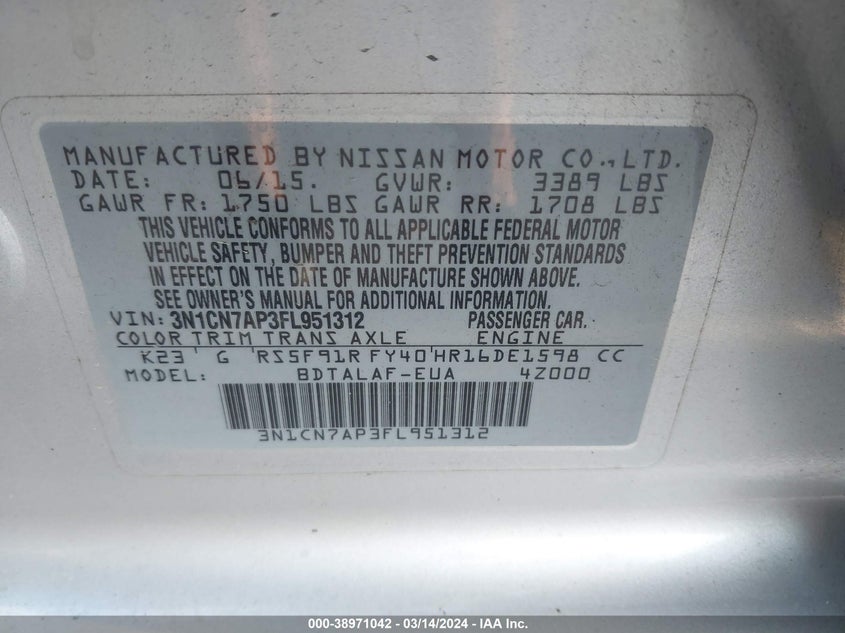 MANUFACTURED BY NISSAN MOTOR CO., LTD.
DATE: 06/15. GVWR: 3389 LBS
GAWR FR: 1750 LBS GAWR RR: 1708 LBS
THIS VEHICLE CONFORMS TO ALL APPLICABLE FEDERAL MOTOR
VEHICLE SAFETY, BUMPER AND THEFT PREVENTION STANDARDS
IN EFFECT ON THE DATE OF MANUFACTURE SHOWN ABOVE.
SEE OWNER'S MANUAL FOR ADDITIONAL INFORMATION.
VIN: 3N1CN7AP3FL951312 PASSENGER CAR.
COLOR TRIM TRANS AXLE ENGINE
K23 G RS5F91R FY40 HR16DE1598 CC
MODEL: BDTALAF-EUA 4Z000
3N1CN7AP3FL951312
000-38971042 - 03/14/2024 - IAA Inc.